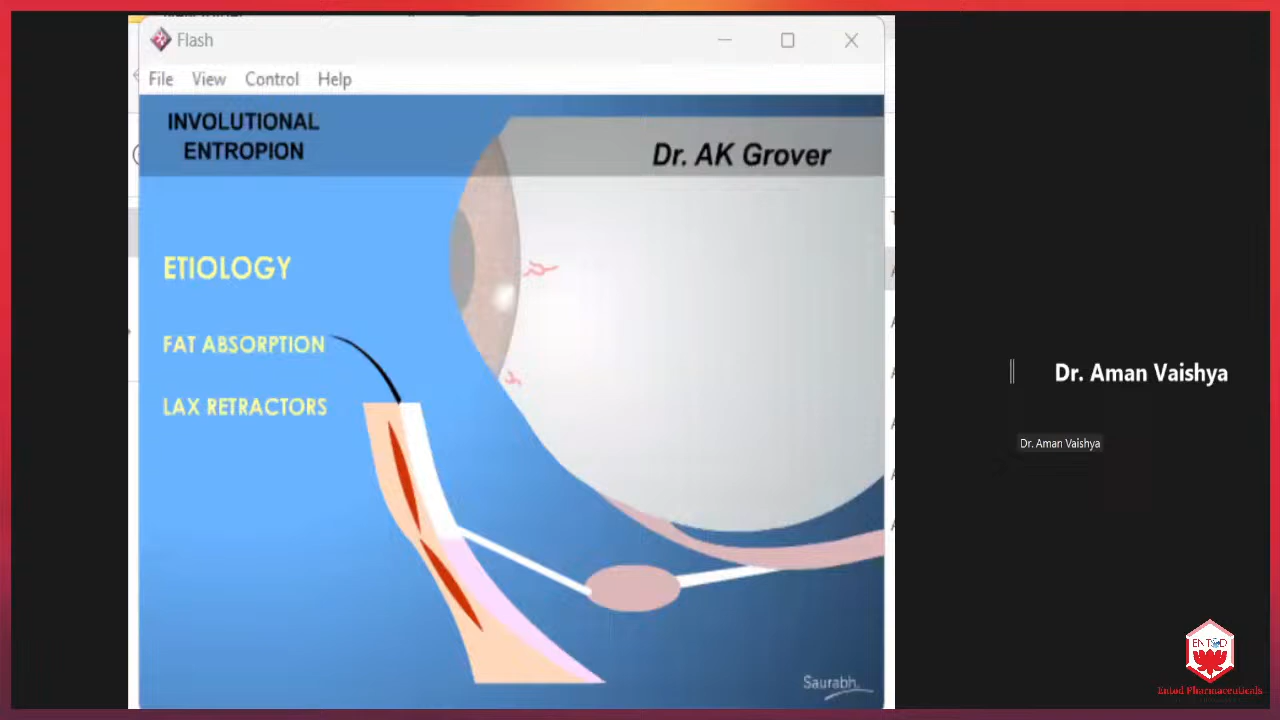 Flash
File View Control Help
INVOLUTIONAL
ENTROPION
Dr. AK Grover
ETIOLOGY
FAT ABSORPTION
LAX RETRACTORS
Saurabh.
Dr. Aman Vaishya
Dr. Aman Vaishya
ENTOD
Entod Pharmaceuticals